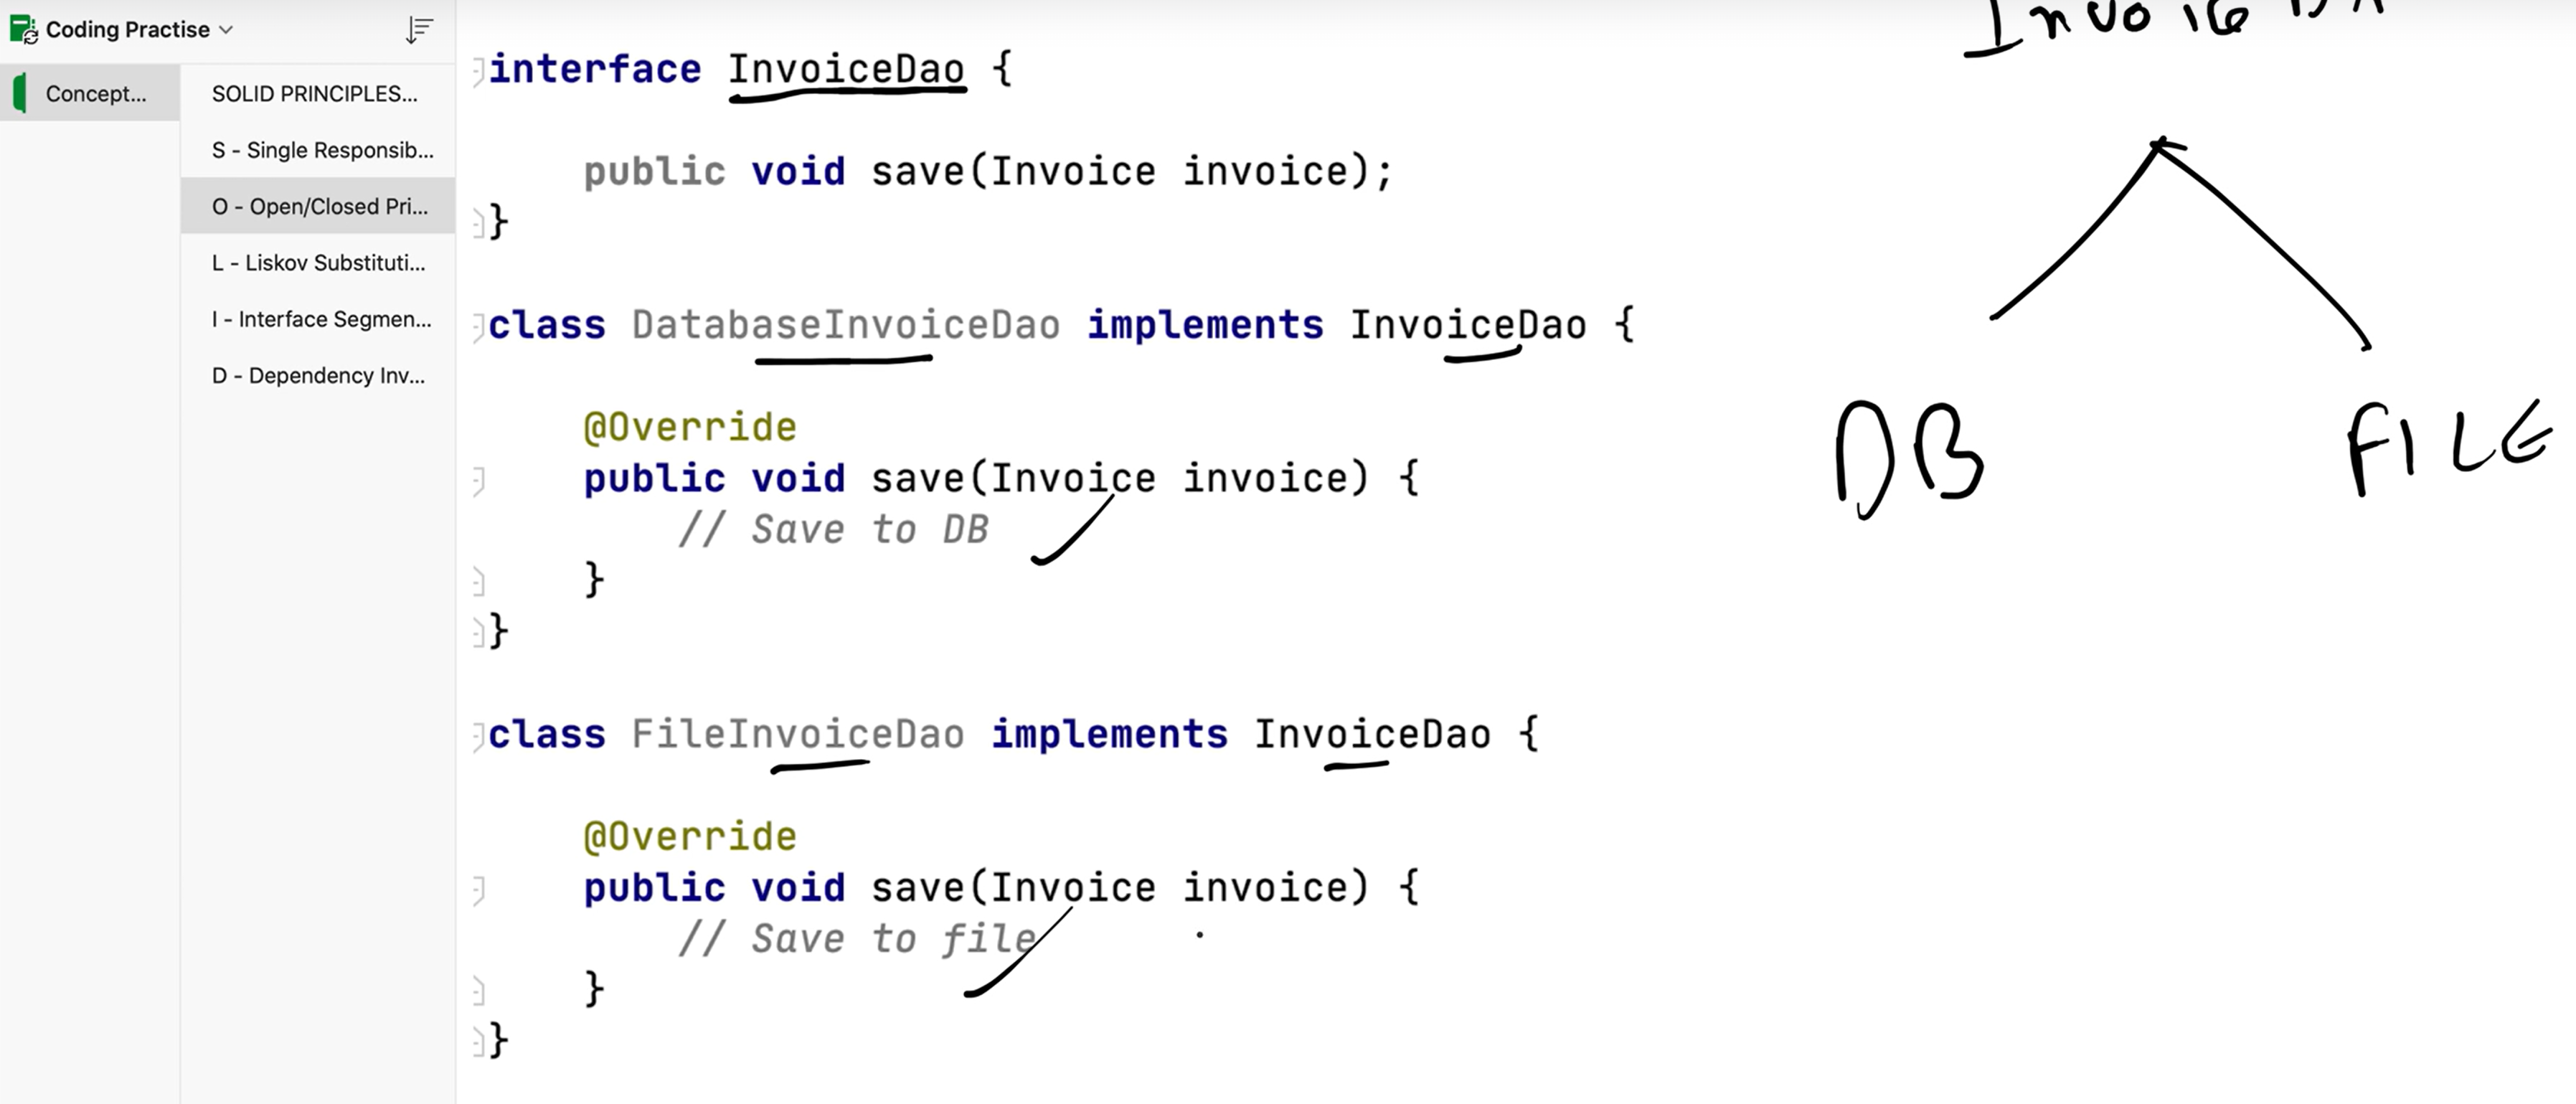 Coding Practise
Concept...
SOLID PRINCIPLES...
S - Single Responsib...
O - Open/Closed Pri...
L - Liskov Substituti...
I - Interface Segmen...
D - Dependency Inv...
interface InvoiceDao {
public void save(Invoice invoice);
}
class DatabaseInvoiceDao implements InvoiceDao {
@Override
public void save(Invoice invoice) {
// Save to DB
}
}
class FileInvoiceDao implements InvoiceDao {
@Override
public void save(Invoice invoice) {
// Save to file
}
}
DB
FILE